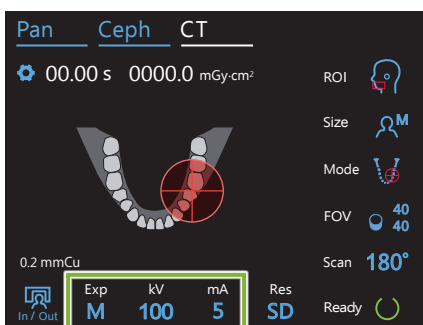 Pan Ceph CT
00.00 s 0000.0 mGy·cm²
ROI
Size M
Mode
FOV 40
40
0.2 mmCu Scan 180°
Exp kV mA Res
In / Out M 100 5 SD Ready